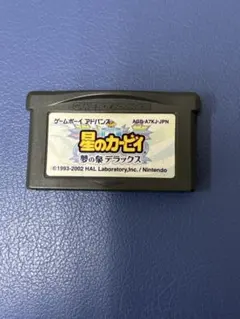 ゲームボーイ アドバンス AGB-A7KJ-JPN
星のカービィ
夢の泉デラックス
©1993-2002 HAL Laboratory,Inc. / Nintendo